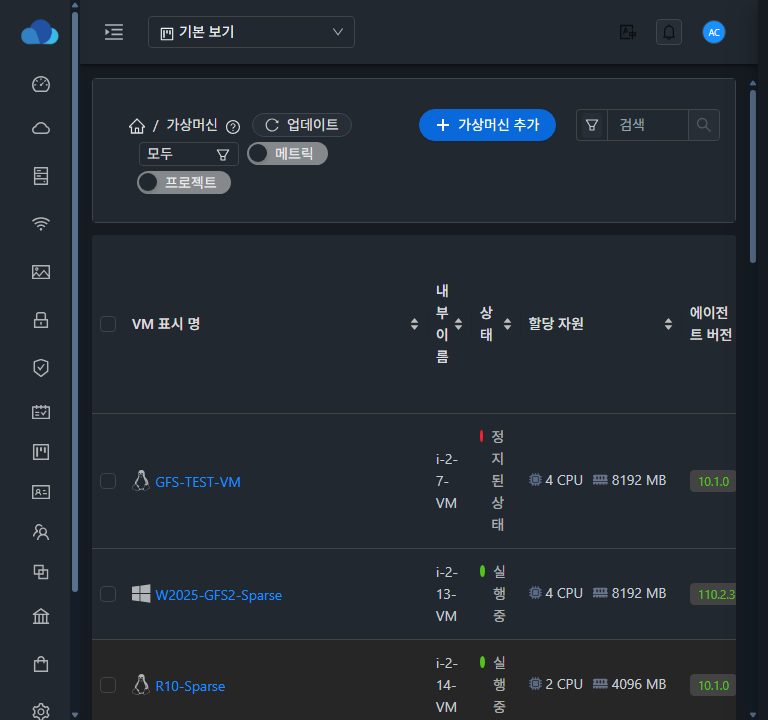 기본 보기
AC
/ 가상머신
업데이트
가상머신 추가
검색
모두
메트릭
프로젝트
VM 표시 명
내
부
이
름
상
태
할당 자원
에이전
트 버전
GFS-TEST-VM
i-2-
7-
VM
정
지
된
상
태
4 CPU
8192 MB
10.1.0
W2025-GFS2-Sparse
i-2-
13-
VM
실
행
중
4 CPU
8192 MB
110.2.3
R10-Sparse
i-2-
14-
VM
실
행
중
2 CPU
4096 MB
10.1.0